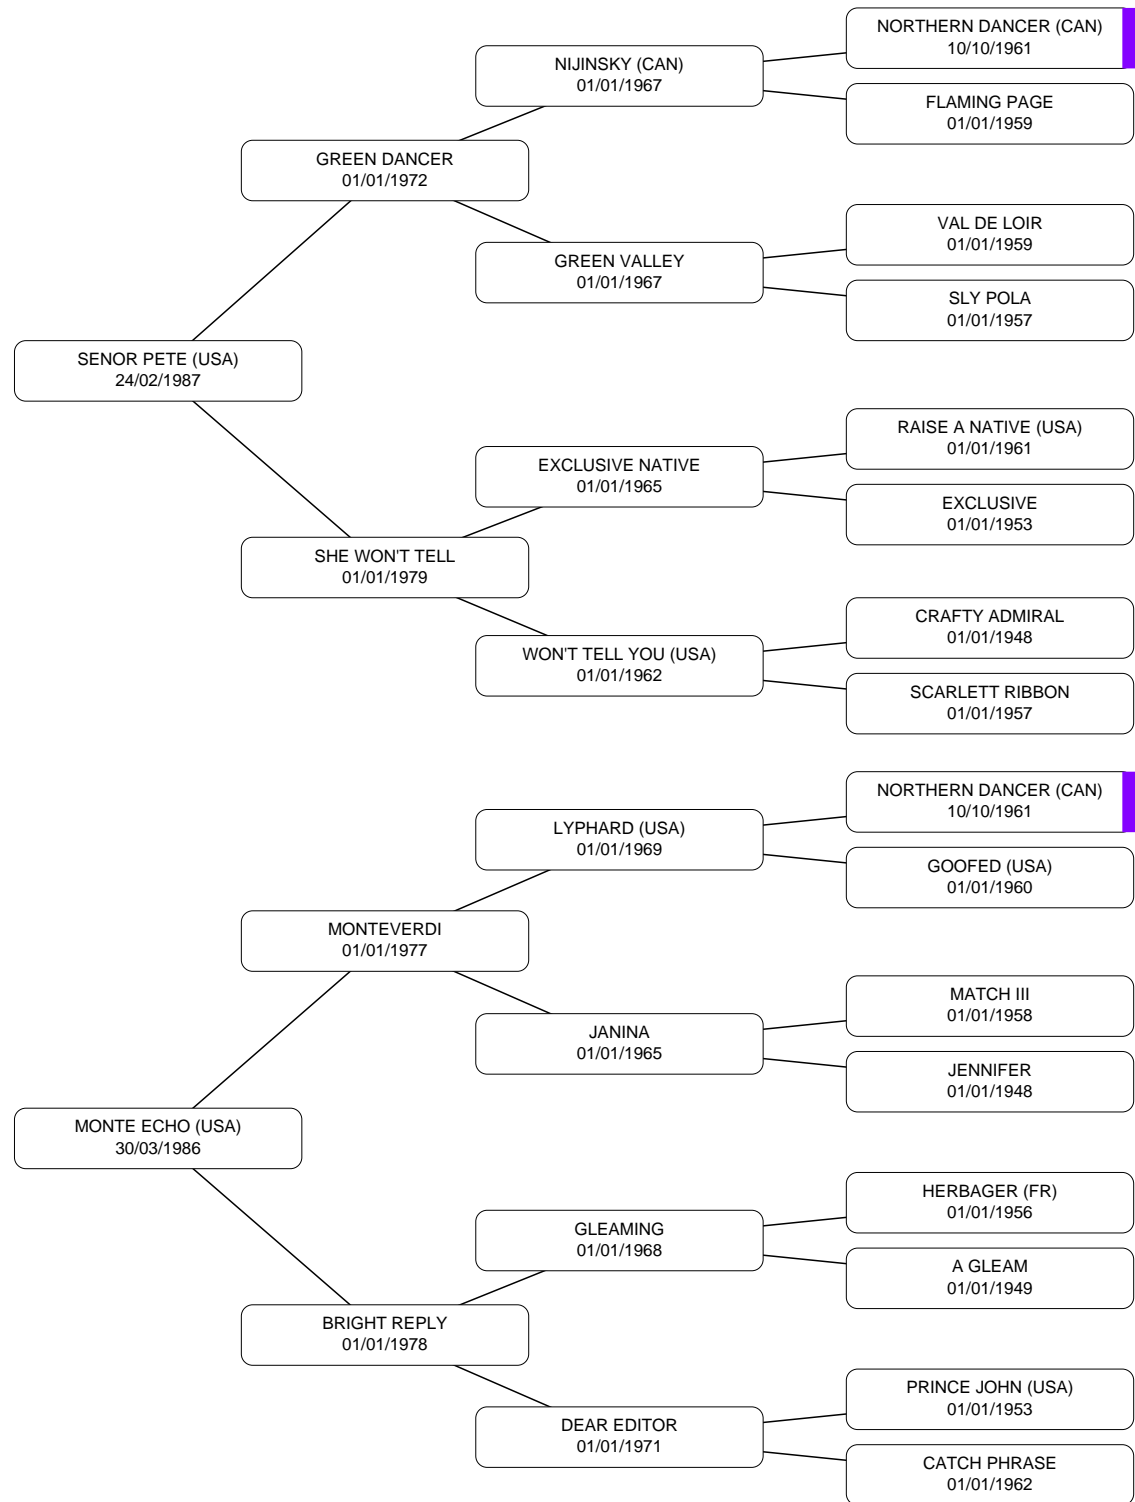 NORTHERN DANCER (CAN)
10/10/1961
NIJINSKY (CAN)
01/01/1967
FLAMING PAGE
01/01/1959
GREEN DANCER
01/01/1972
VAL DE LOIR
01/01/1959
GREEN VALLEY
01/01/1967
SLY POLA
01/01/1957
SENOR PETE (USA)
24/02/1987
RAISE A NATIVE (USA)
01/01/1961
EXCLUSIVE NATIVE
01/01/1965
EXCLUSIVE
01/01/1953
SHE WON'T TELL
01/01/1979
CRAFTY ADMIRAL
01/01/1948
WON'T TELL YOU (USA)
01/01/1962
SCARLETT RIBBON
01/01/1957
NORTHERN DANCER (CAN)
10/10/1961
LYPHARD (USA)
01/01/1969
GOOFED (USA)
01/01/1960
MONTEVERDI
01/01/1977
MATCH III
01/01/1958
JANINA
01/01/1965
JENNIFER
01/01/1948
MONTE ECHO (USA)
30/03/1986
HERBAGER (FR)
01/01/1956
GLEAMING
01/01/1968
A GLEAM
01/01/1949
BRIGHT REPLY
01/01/1978
PRINCE JOHN (USA)
01/01/1953
DEAR EDITOR
01/01/1971
CATCH PHRASE
01/01/1962